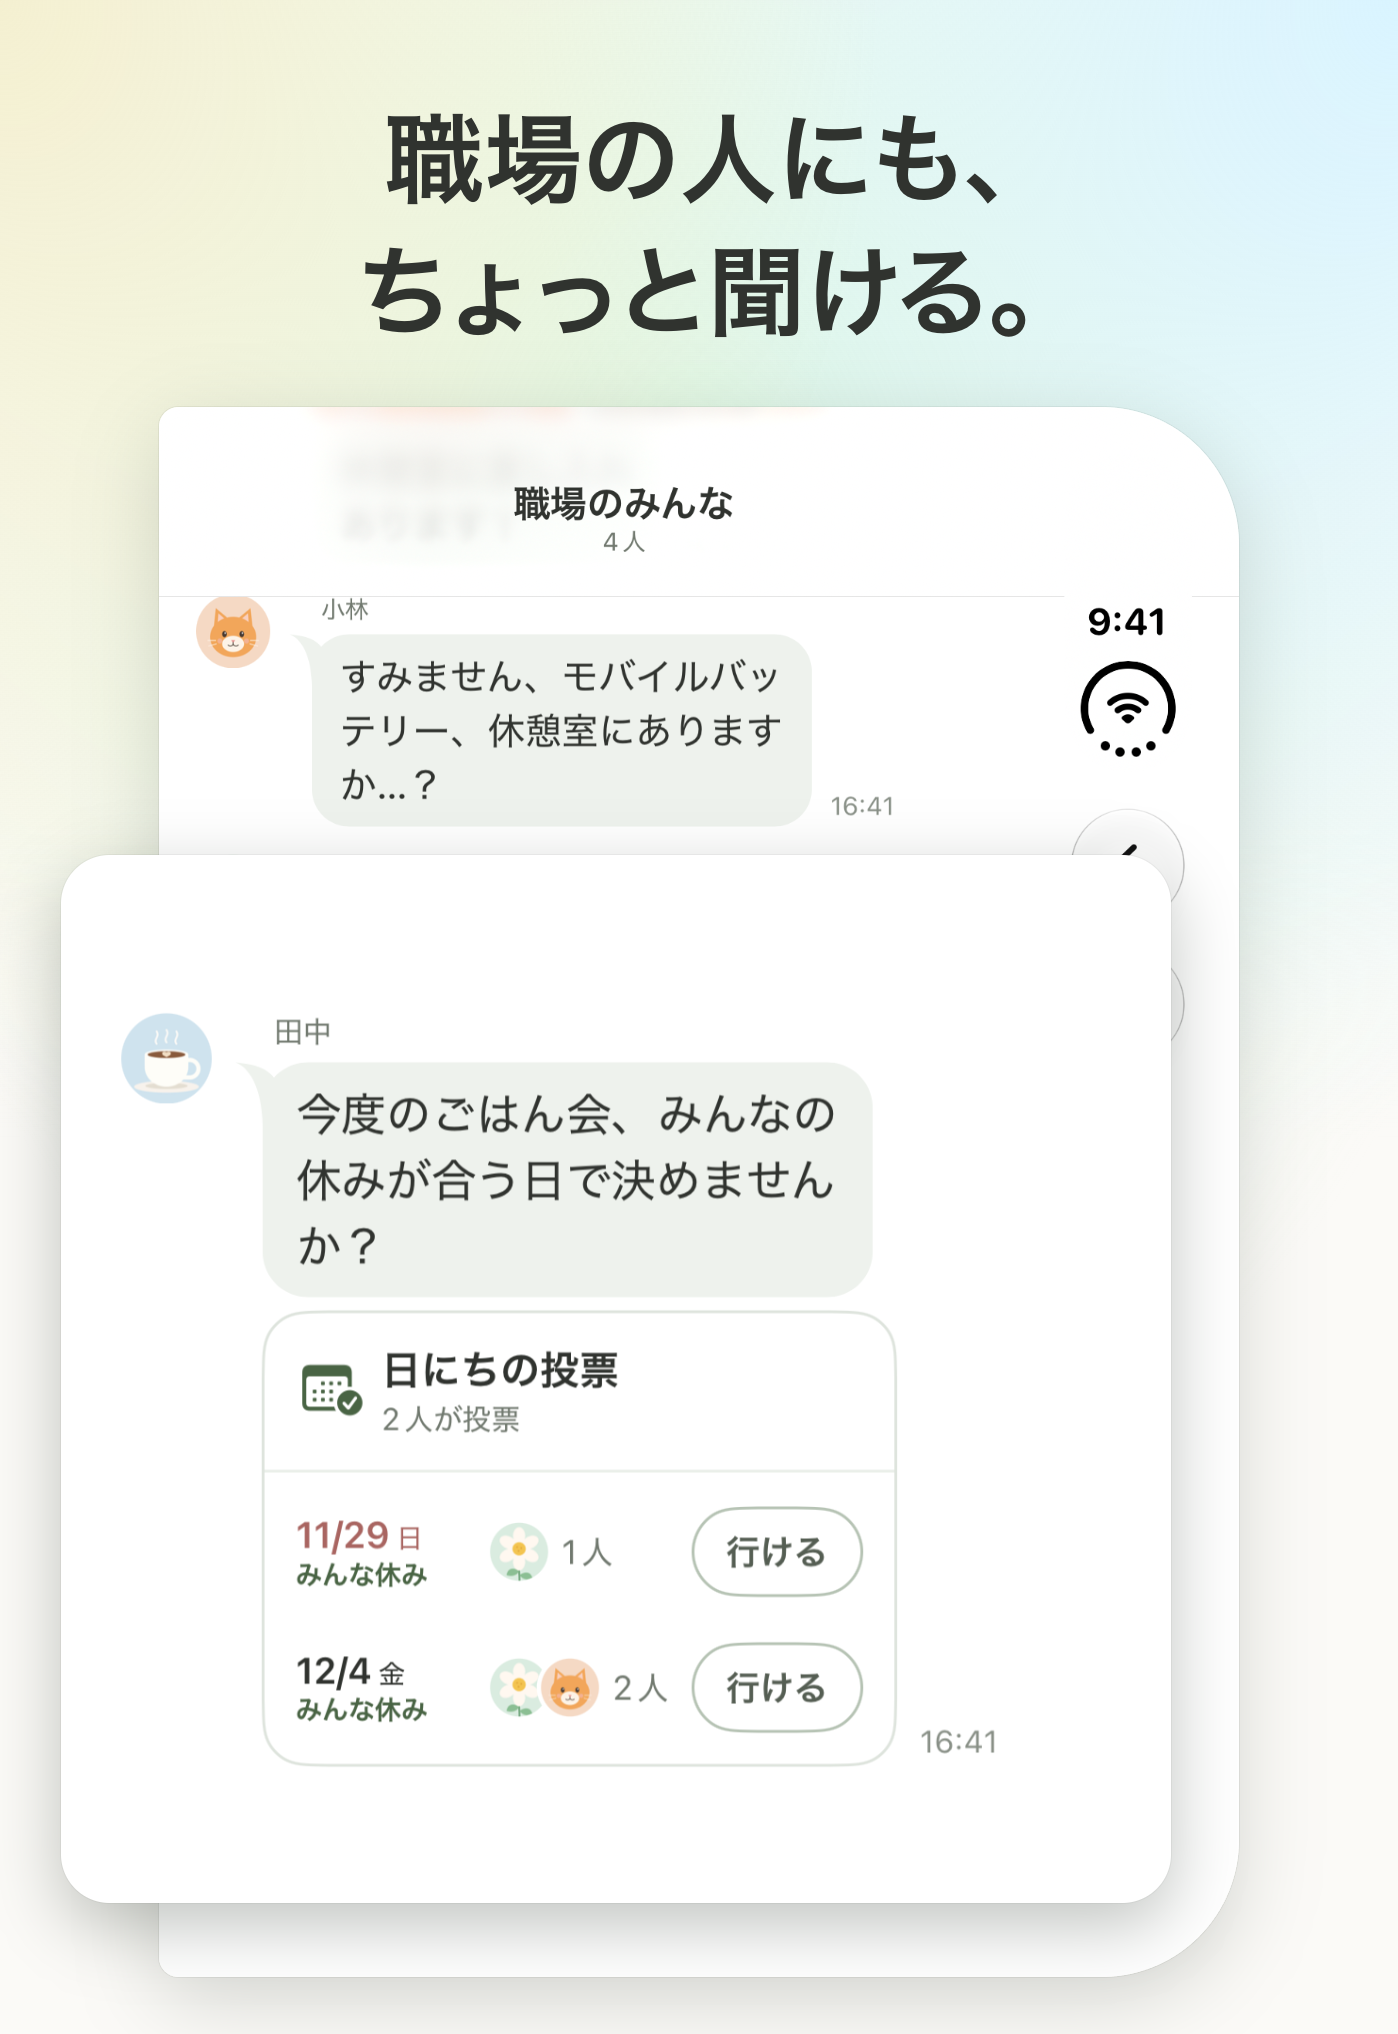 職場の人にも、
ちょっと聞ける。
職場のみんな
4人
小林
9:41
すみません、モバイルバッ
テリー、休憩室にあります
か…？
16:41
田中
今度のごはん会、みんなの
休みが合う日で決めません
か？
日にちの投票
2人が投票
11/29 日
みんな休み
1人
行ける
12/4 金
みんな休み
2人
行ける
16:41